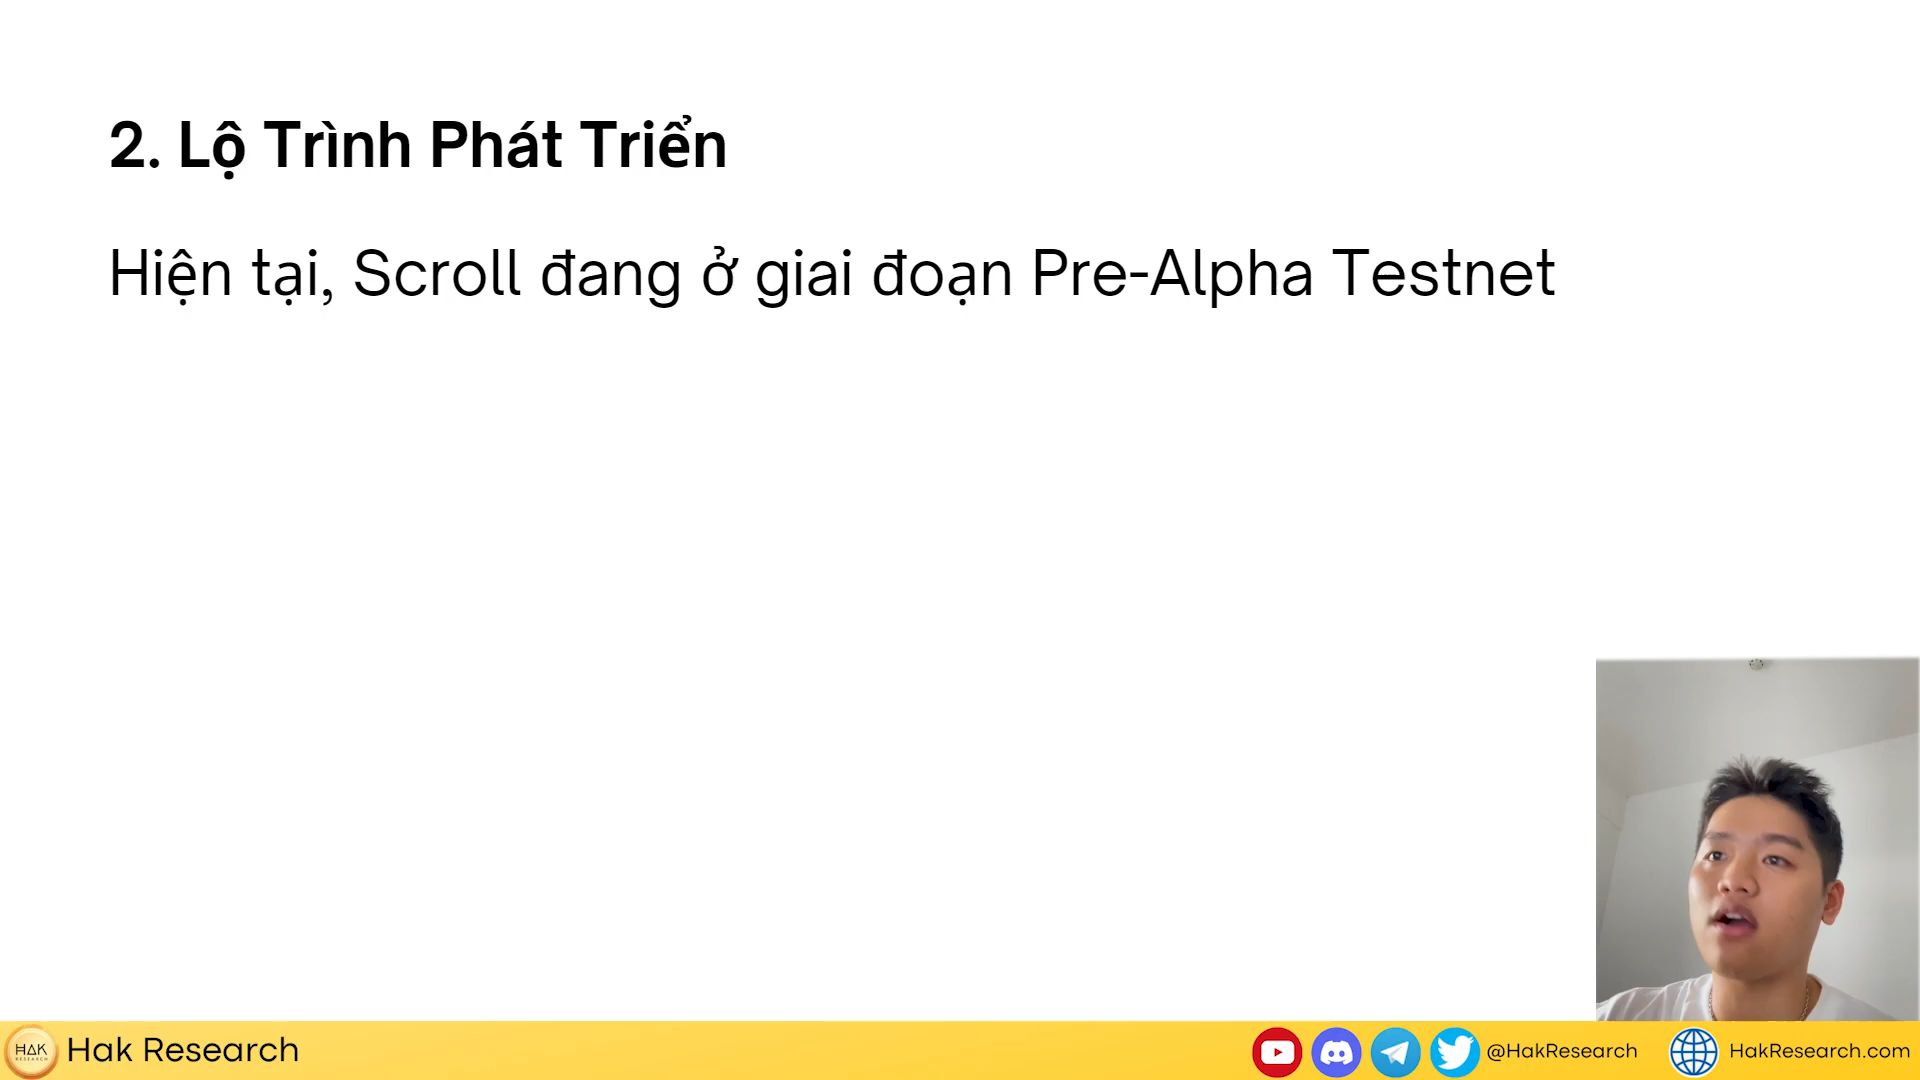 2. Lộ Trình Phát Triển
Hiện tại, Scroll đang ở giai đoạn Pre-Alpha Testnet
HAK
RESEARCH
Hak Research
@HakResearch
HakResearch.com